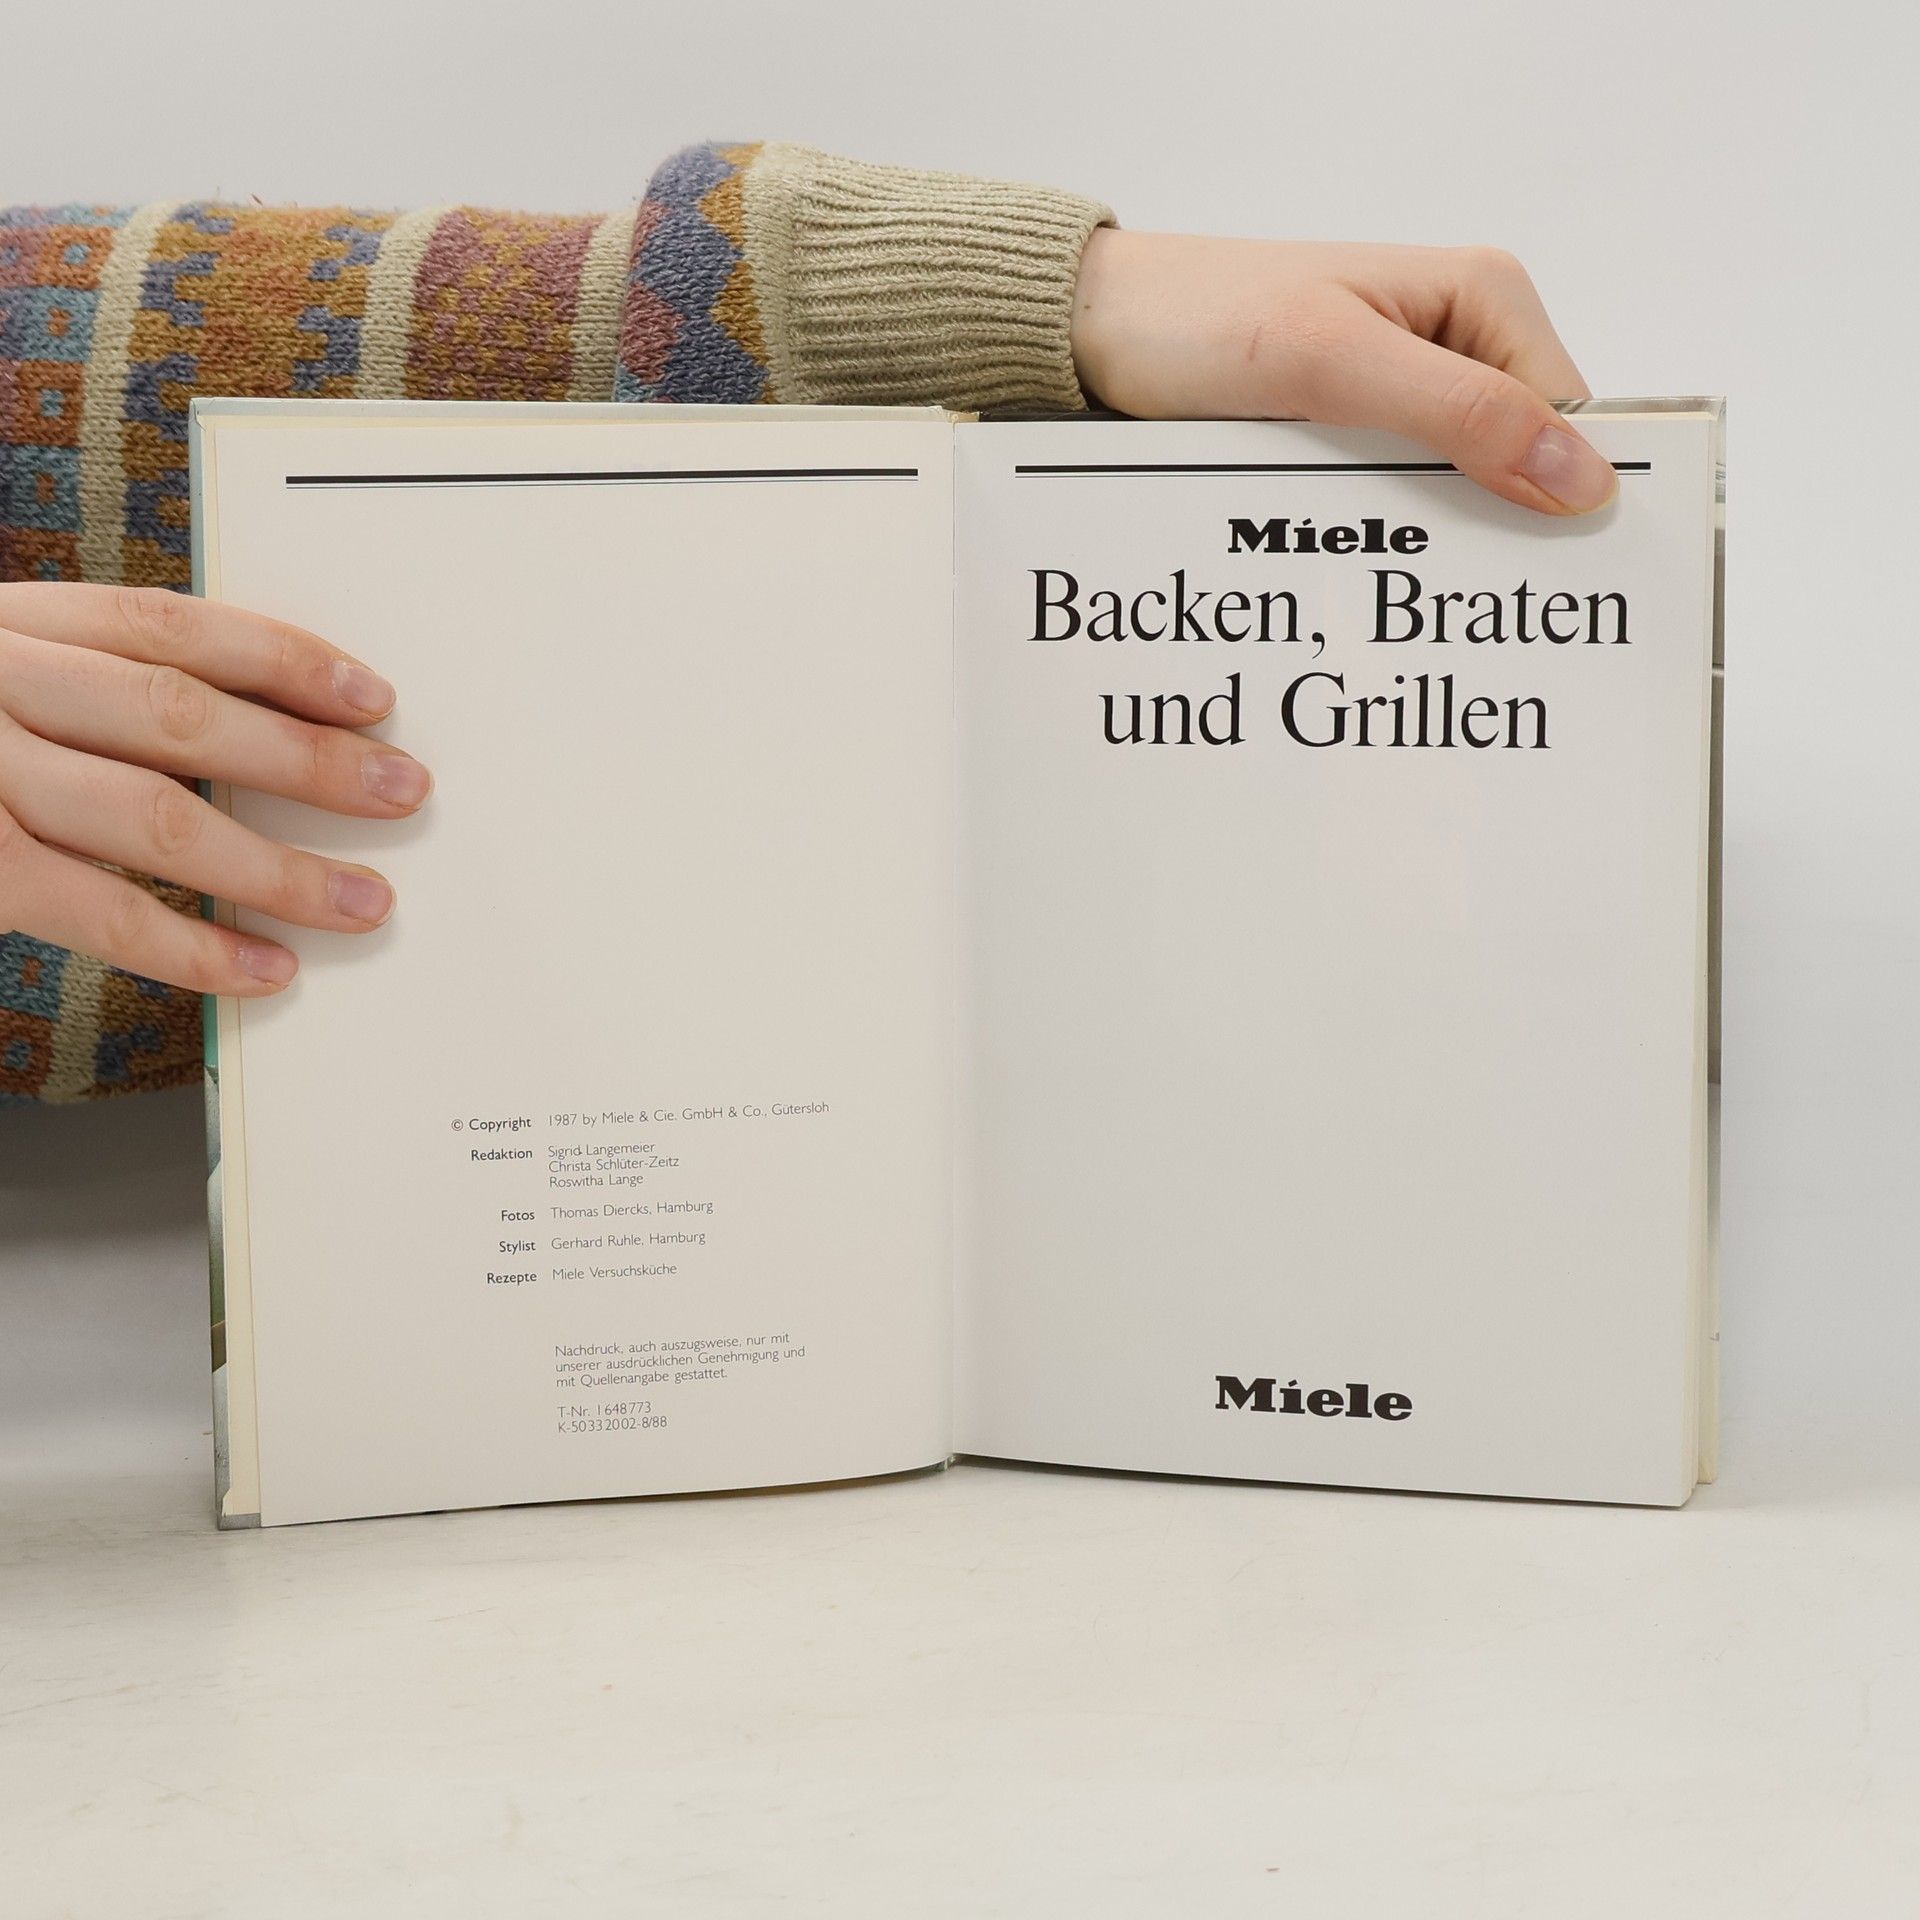 © Copyright 1987 by Miele & Cie. GmbH & Co., Gütersloh
Redaktion Sigrid Langemeier
Christa Schlüter-Zeitz
Roswitha Lange
Fotos Thomas Diercks, Hamburg
Stylist Gerhard Ruhle, Hamburg
Rezepte Miele Versuchsküche
Nachdruck, auch auszugsweise, nur mit
unserer ausdrücklichen Genehmigung und
mit Quellenangabe gestattet.
T-Nr. 1648773
K-50332002-8/88
Miele
Backen, Braten
und Grillen
Miele